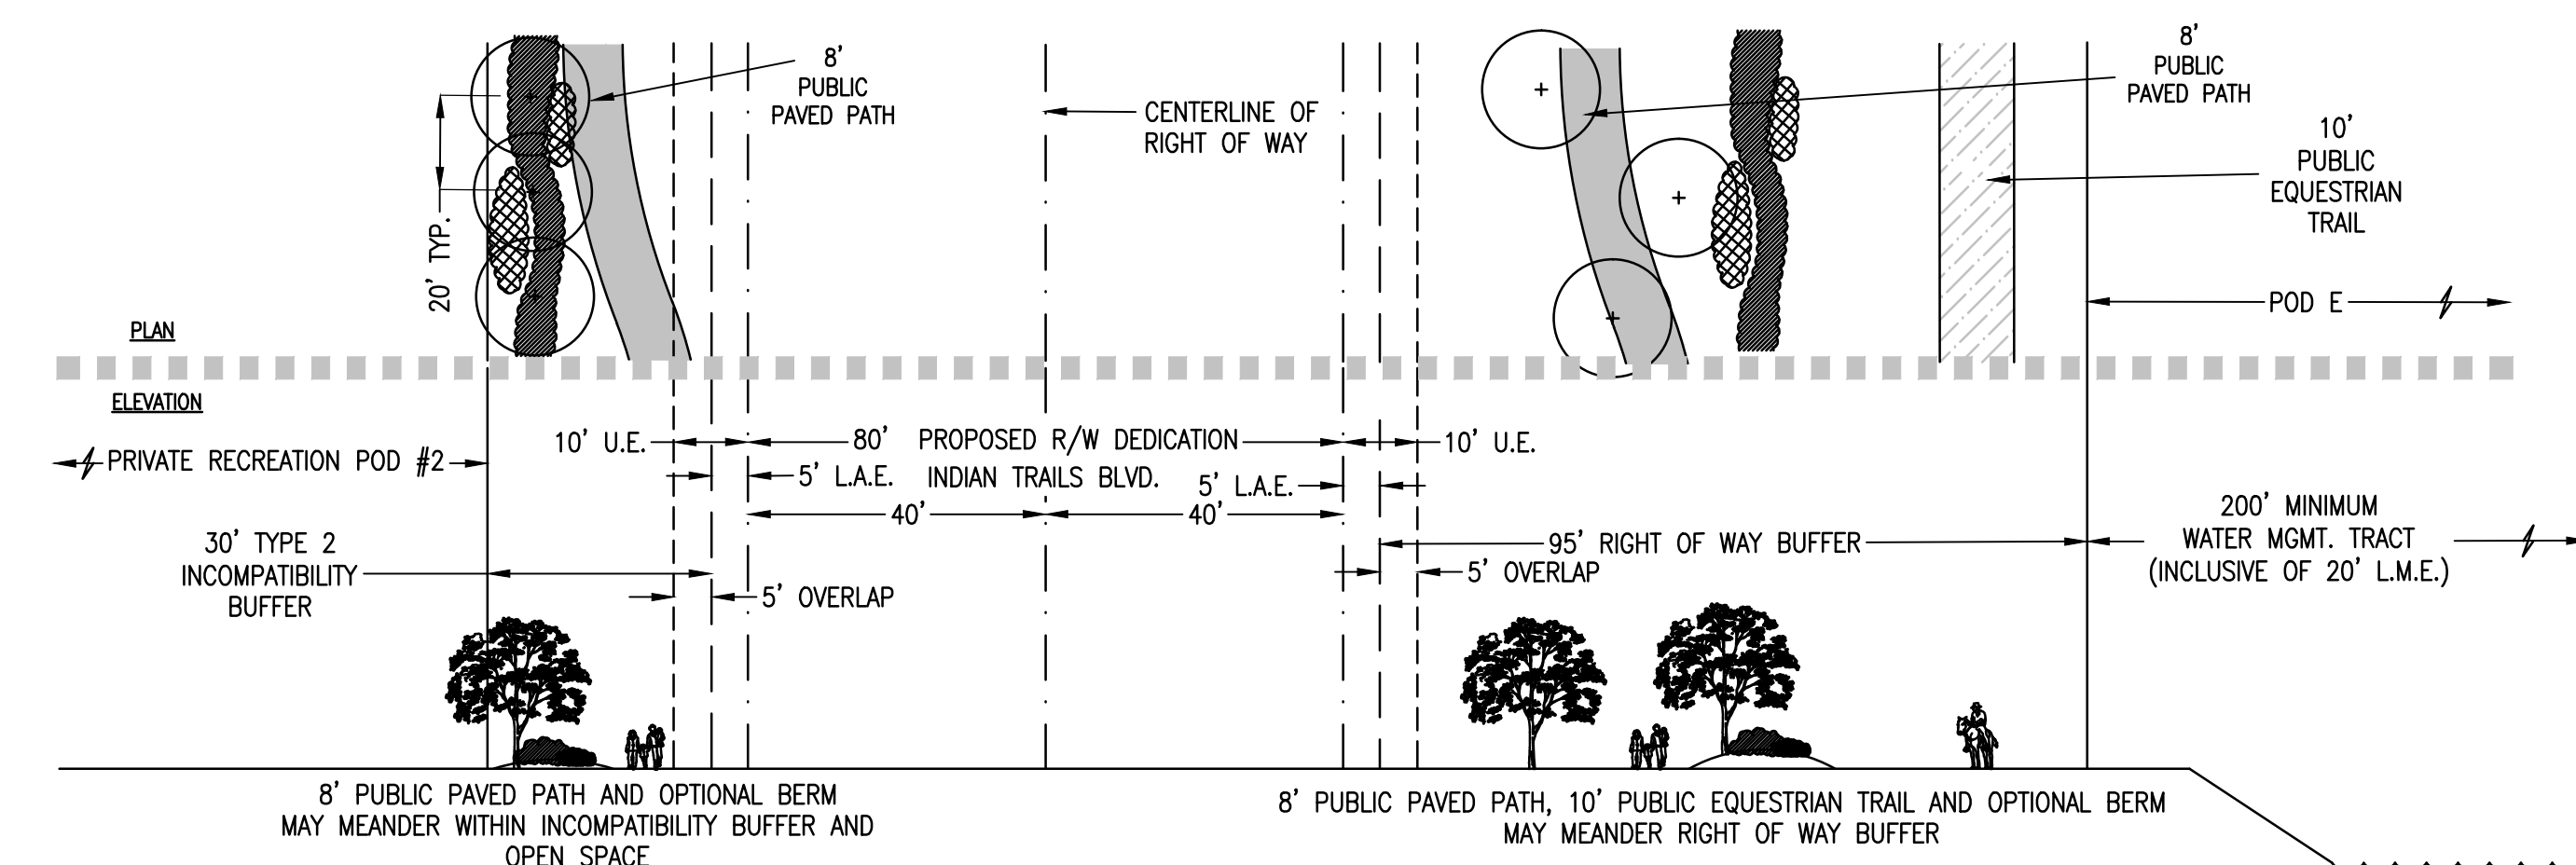 8'
PUBLIC
PAVED PATH
CENTERLINE OF
RIGHT OF WAY
8'
PUBLIC
PAVED PATH
10'
PUBLIC
EQUESTRIAN
TRAIL
20' TYP.
POD E
PLAN
ELEVATION
PRIVATE RECREATION POD #2
10' U.E.
80' PROPOSED R/W DEDICATION
10' U.E.
5' L.A.E.
INDIAN TRAILS BLVD.
5' L.A.E.
40'
40'
30' TYPE 2
INCOMPATIBILITY
BUFFER
5' OVERLAP
95' RIGHT OF WAY BUFFER
5' OVERLAP
200' MINIMUM
WATER MGMT. TRACT
(INCLUSIVE OF 20' L.M.E.)
8' PUBLIC PAVED PATH AND OPTIONAL BERM
MAY MEANDER WITHIN INCOMPATIBILITY BUFFER AND
OPEN SPACE
8' PUBLIC PAVED PATH, 10' PUBLIC EQUESTRIAN TRAIL AND OPTIONAL BERM
MAY MEANDER RIGHT OF WAY BUFFER